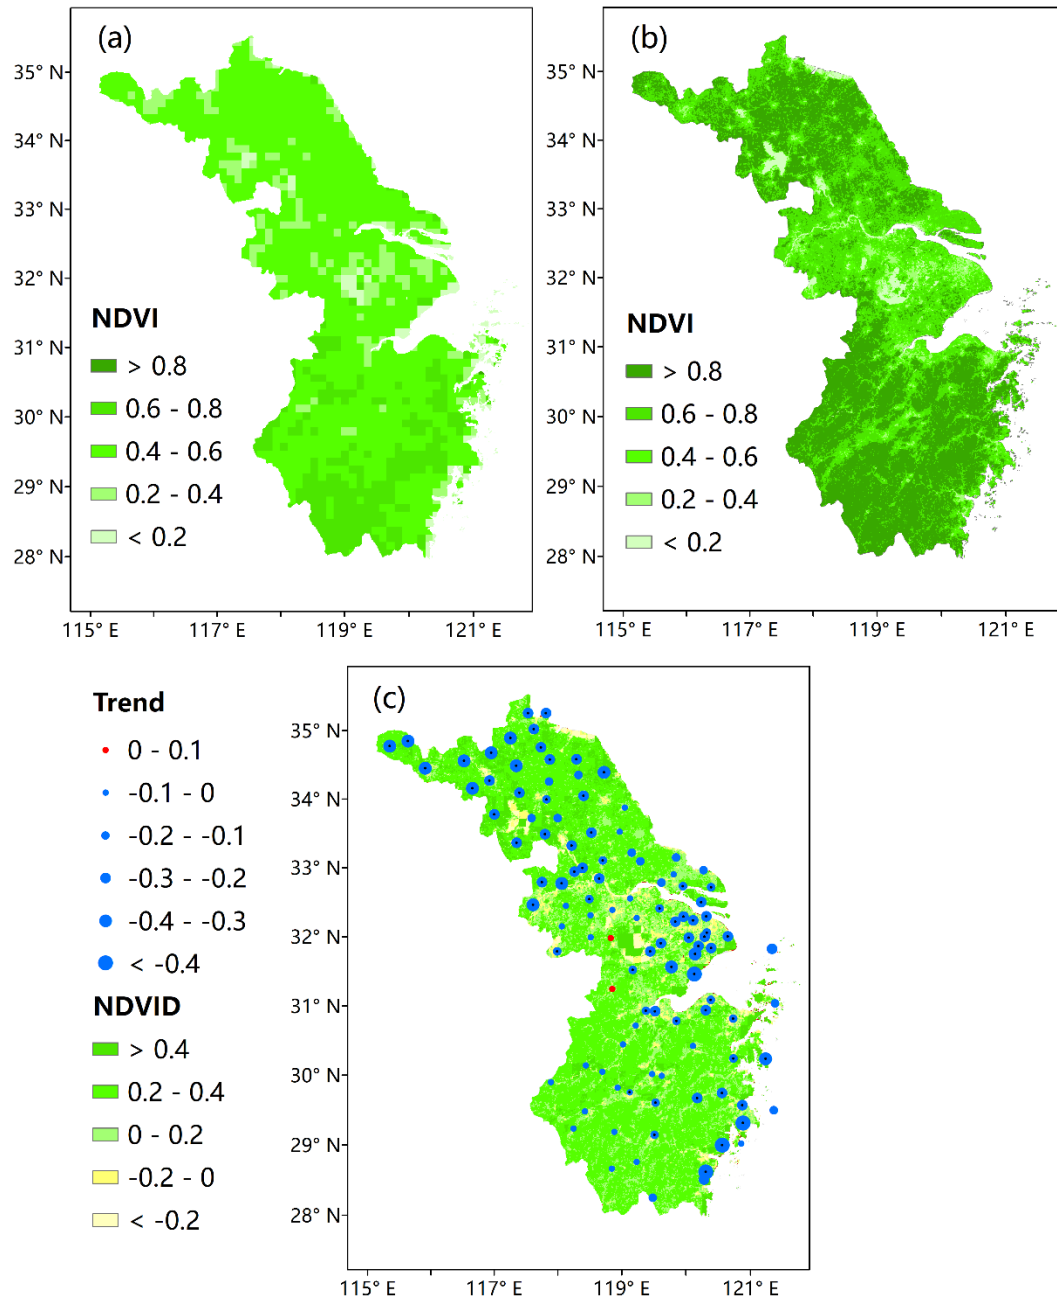 (a)
35° N
34° N
33° N
32° N
31° N
30° N
29° N
28° N
NDVI
> 0.8
0.6 - 0.8
0.4 - 0.6
0.2 - 0.4
< 0.2
115° E 117° E 119° E 121° E
(b)
35° N
34° N
33° N
32° N
31° N
30° N
29° N
28° N
NDVI
> 0.8
0.6 - 0.8
0.4 - 0.6
0.2 - 0.4
< 0.2
115° E 117° E 119° E 121° E
Trend
0 - 0.1
-0.1 - 0
-0.2 - -0.1
-0.3 - -0.2
-0.4 - -0.3
< -0.4
NDVID
> 0.4
0.2 - 0.4
0 - 0.2
-0.2 - 0
< -0.2
(c)
35° N
34° N
33° N
32° N
31° N
30° N
29° N
28° N
115° E 117° E 119° E 121° E